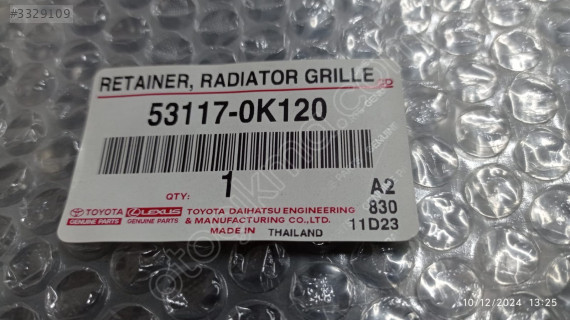 #3329109
RETAINER, RADIATOR GRILLE
53117-0K120
QTY: 1
A2
830
11D23
TOYOTA GENUINE PARTS
LEXUS GENUINE PARTS
TOYOTA DAIHATSU ENGINEERING
& MANUFACTURING CO.,LTD.
MADE IN THAILAND
10/12/2024 13:25